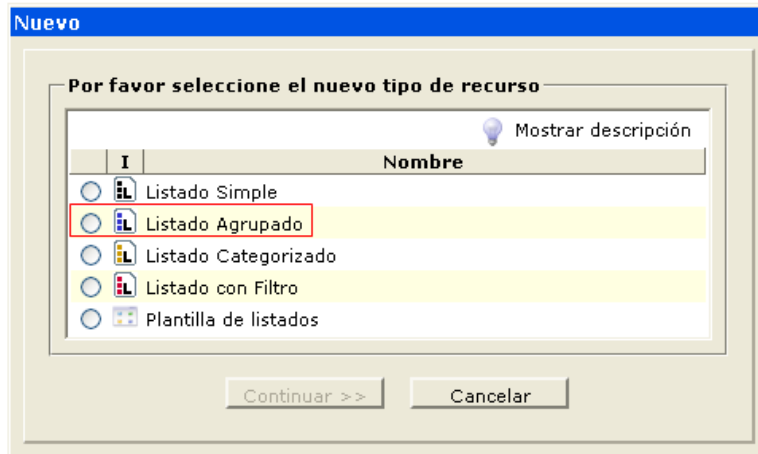 Nuevo
Por favor seleccione el nuevo tipo de recurso
Mostrar descripción
I Nombre
L Listado Simple
L Listado Agrupado
L Listado Categorizado
L Listado con Filtro
Plantilla de listados
Continuar >> Cancelar